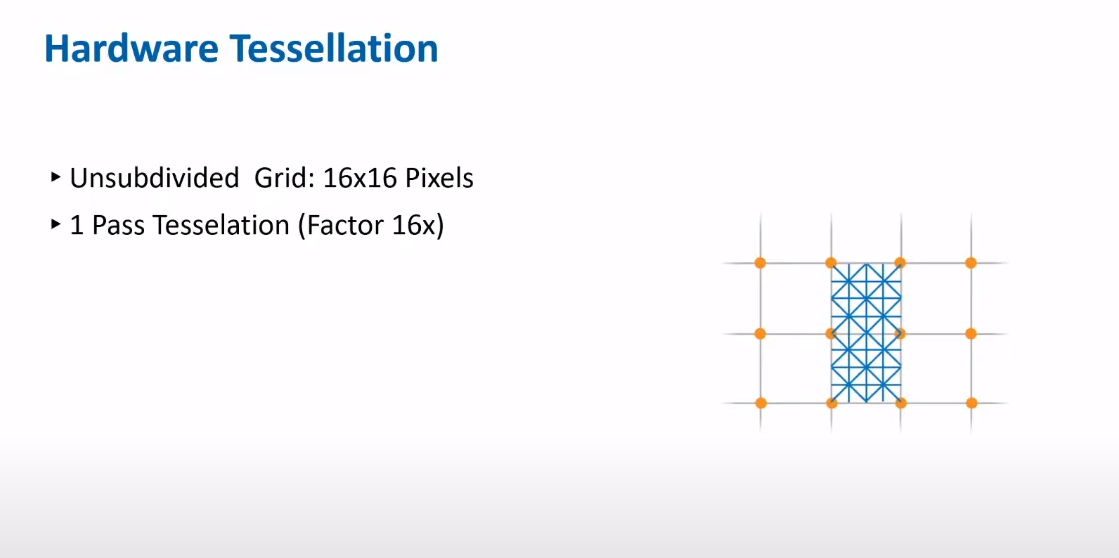 Hardware Tessellation
‣ Unsubdivided Grid: 16x16 Pixels
‣ 1 Pass Tesselation (Factor 16x)